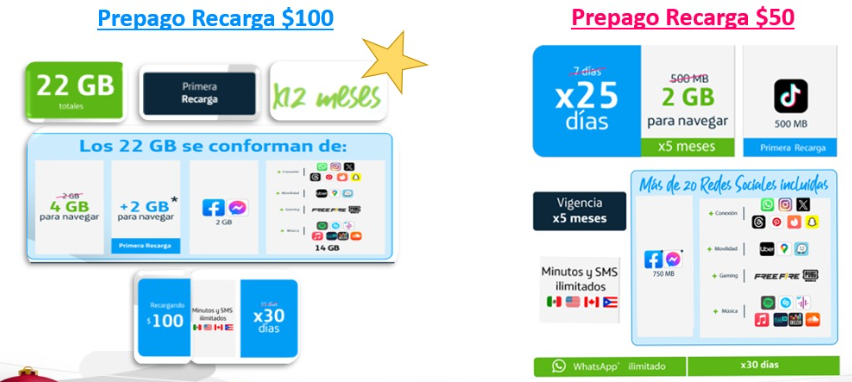 Prepago Recarga $100
22 GB
totales
Primera
Recarga
X12 meses
Los 22 GB se conforman de:
2 GB
4 GB
para navegar
+2 GB*
para navegar
Primera Recarga
2 GB
+ Conexión
+ Movilidad
Uber
+ Gaming
FREE FIRE
PUBG
+ Música
14 GB
Recargando
$100
Minutos y SMS
ilimitados
x30
días
Prepago Recarga $50
7 días
x25
días
500 MB
2 GB
para navegar
x5 meses
500 MB
Primera Recarga
Vigencia
x5 meses
Minutos y SMS
ilimitados
Más de 20 Redes Sociales incluidas
750 MB
+ Conexión
+ Movilidad
Uber
+ Gaming
FREE FIRE
PUBG
+ Música
WhatsApp* ilimitado
x30 días